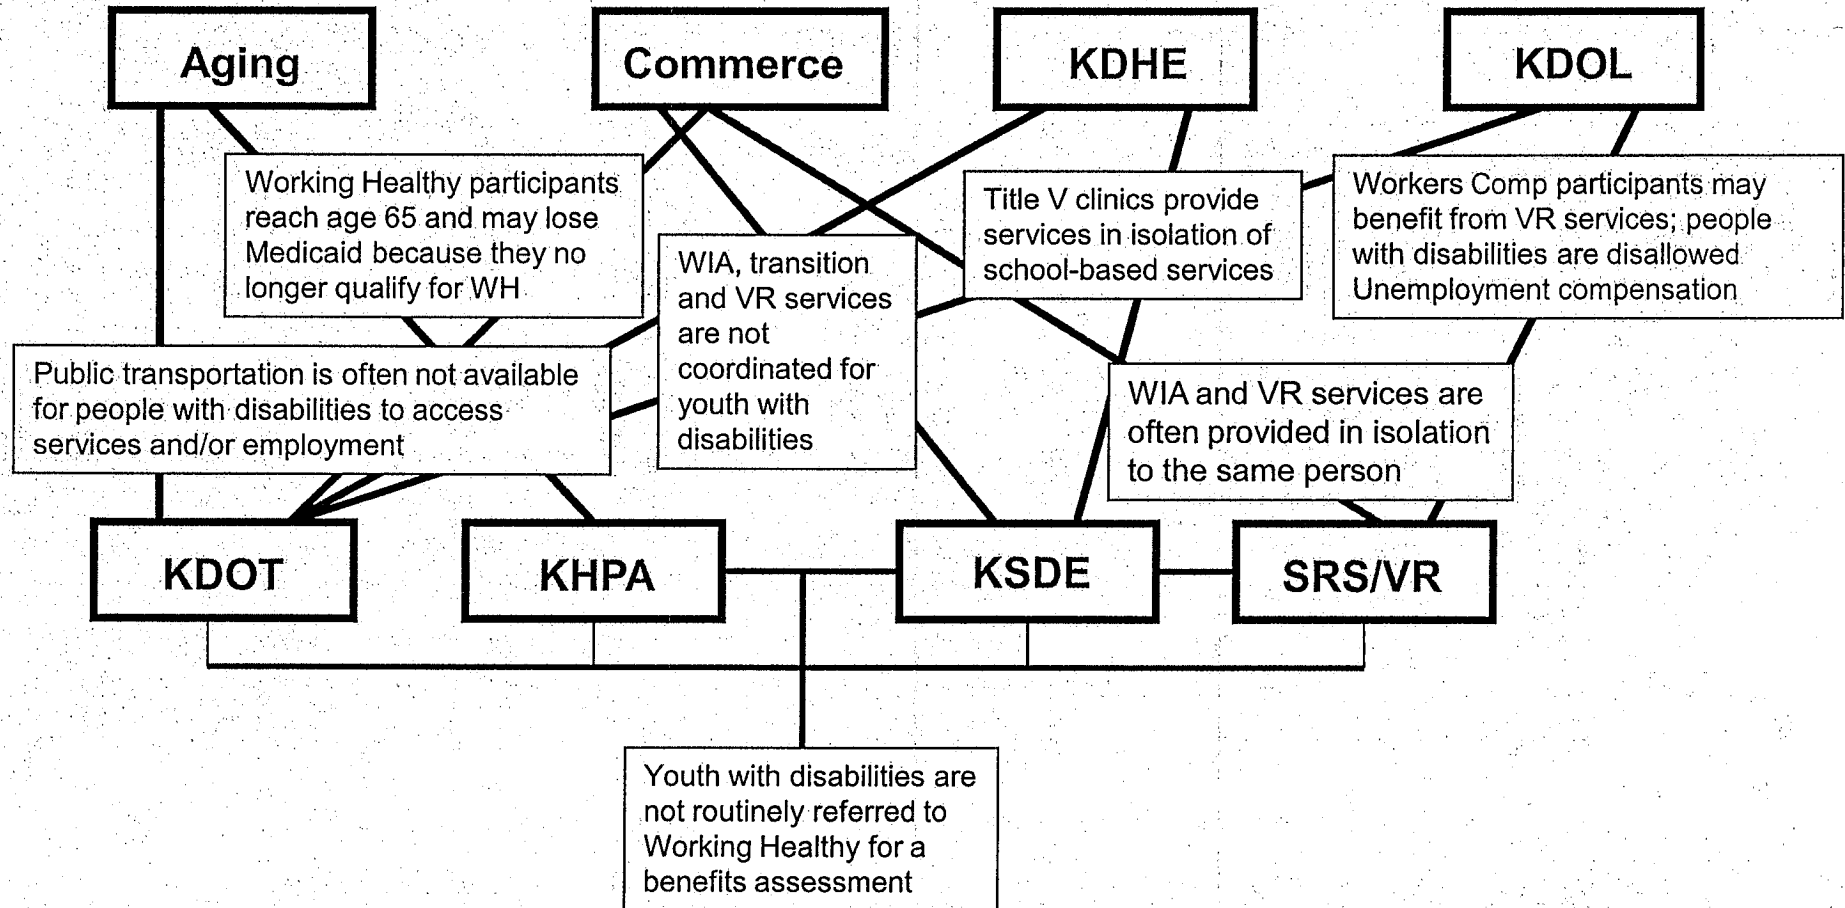 Aging
Commerce
KDHE
KDOL
Working Healthy participants
reach age 65 and may lose
Medicaid because they no
longer qualify for WH
Title V clinics provide
services in isolation of
school-based services
Workers Comp participants may
benefit from VR services; people
with disabilities are disallowed
Unemployment compensation
WIA, transition
and VR services
are not
coordinated for
youth with
disabilities
Public transportation is often not available
for people with disabilities to access
services and/or employment
WIA and VR services are
often provided in isolation
to the same person
KDOT
KHPA
KSDE
SRS/VR
Youth with disabilities are
not routinely referred to
Working Healthy for a
benefits assessment